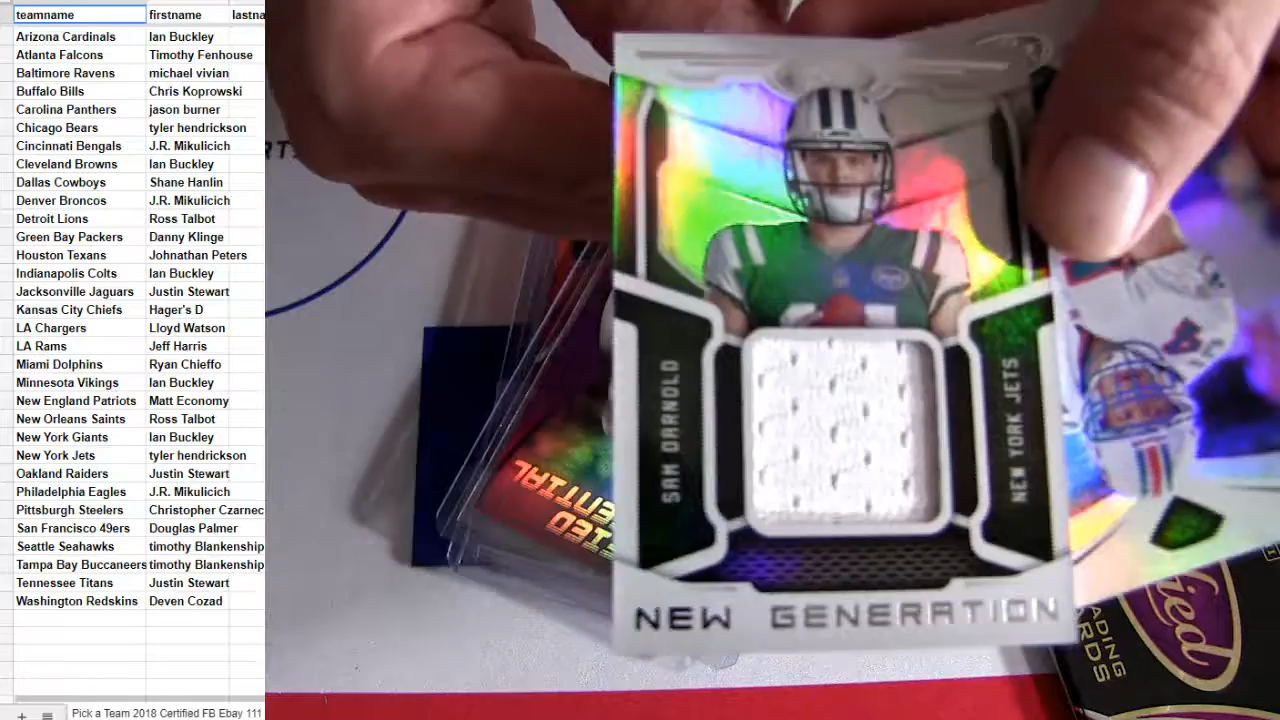 teamname firstname lastna
Arizona Cardinals Ian Buckley
Atlanta Falcons Timothy Fenhouse
Baltimore Ravens michael vivian
Buffalo Bills Chris Koprowski
Carolina Panthers jason burner
Chicago Bears tyler hendrickson
Cincinnati Bengals J.R. Mikulicich
Cleveland Browns Ian Buckley
Dallas Cowboys Shane Hanlin
Denver Broncos J.R. Mikulicich
Detroit Lions Ross Talbot
Green Bay Packers Danny Klinge
Houston Texans Johnathan Peters
Indianapolis Colts Ian Buckley
Jacksonville Jaguars Justin Stewart
Kansas City Chiefs Hager's D
LA Chargers Lloyd Watson
LA Rams Jeff Harris
Miami Dolphins Ryan Chieffo
Minnesota Vikings Ian Buckley
New England Patriots Matt Economy
New Orleans Saints Ross Talbot
New York Giants Ian Buckley
New York Jets tyler hendrickson
Oakland Raiders Justin Stewart
Philadelphia Eagles J.R. Mikulicich
Pittsburgh Steelers Christopher Czarnec
San Francisco 49ers Douglas Palmer
Seattle Seahawks timothy Blankenship
Tampa Bay Buccaneers timothy Blankenship
Tennessee Titans Justin Stewart
Washington Redskins Deven Cozad
Pick a Team 2018 Certified FB Ebay 111
SAM DARNOLD
NEW YORK JETS
NEW GENERATION